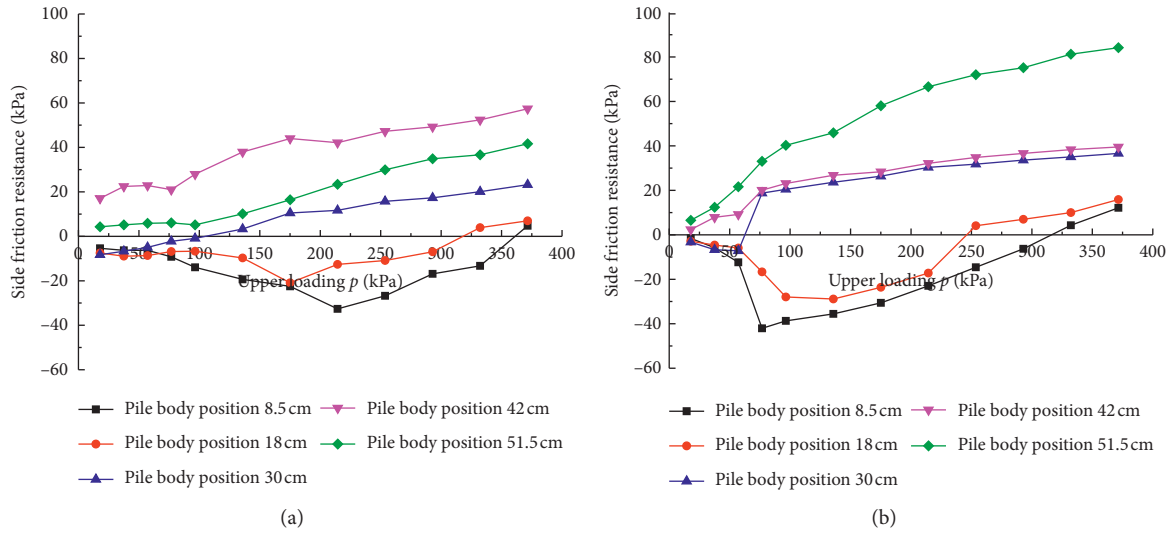 100
80
60
40
20
0
–20
–40
–60
Side friction resistance (kPa)
0 50 100 150 200 250 300 350 400
Upper loading p (kPa)
Pile body position 8.5 cm
Pile body position 42 cm
Pile body position 18 cm
Pile body position 51.5 cm
Pile body position 30 cm
(a)
100
80
60
40
20
0
–20
–40
–60
Side friction resistance (kPa)
0 50 100 150 200 250 300 350 400
Upper loading p (kPa)
Pile body position 8.5 cm
Pile body position 42 cm
Pile body position 18 cm
Pile body position 51.5 cm
Pile body position 30 cm
(b)